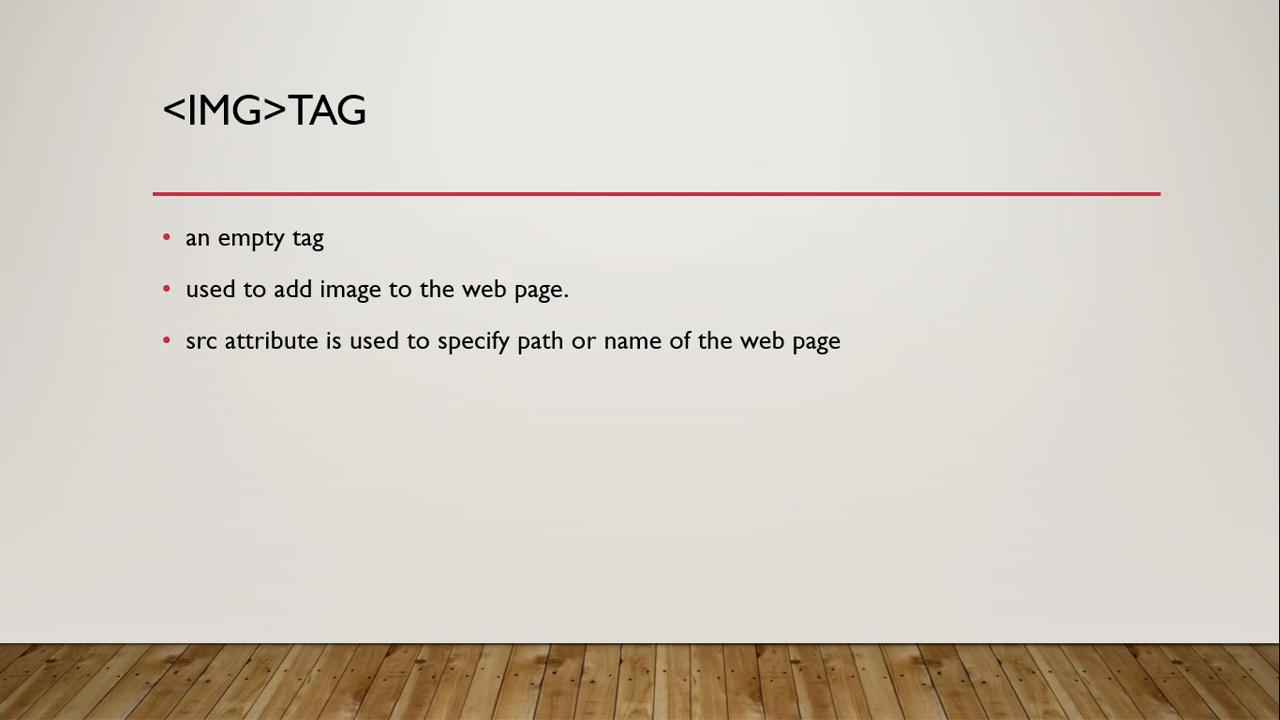 <IMG>TAG
• an empty tag
• used to add image to the web page.
• src attribute is used to specify path or name of the web page